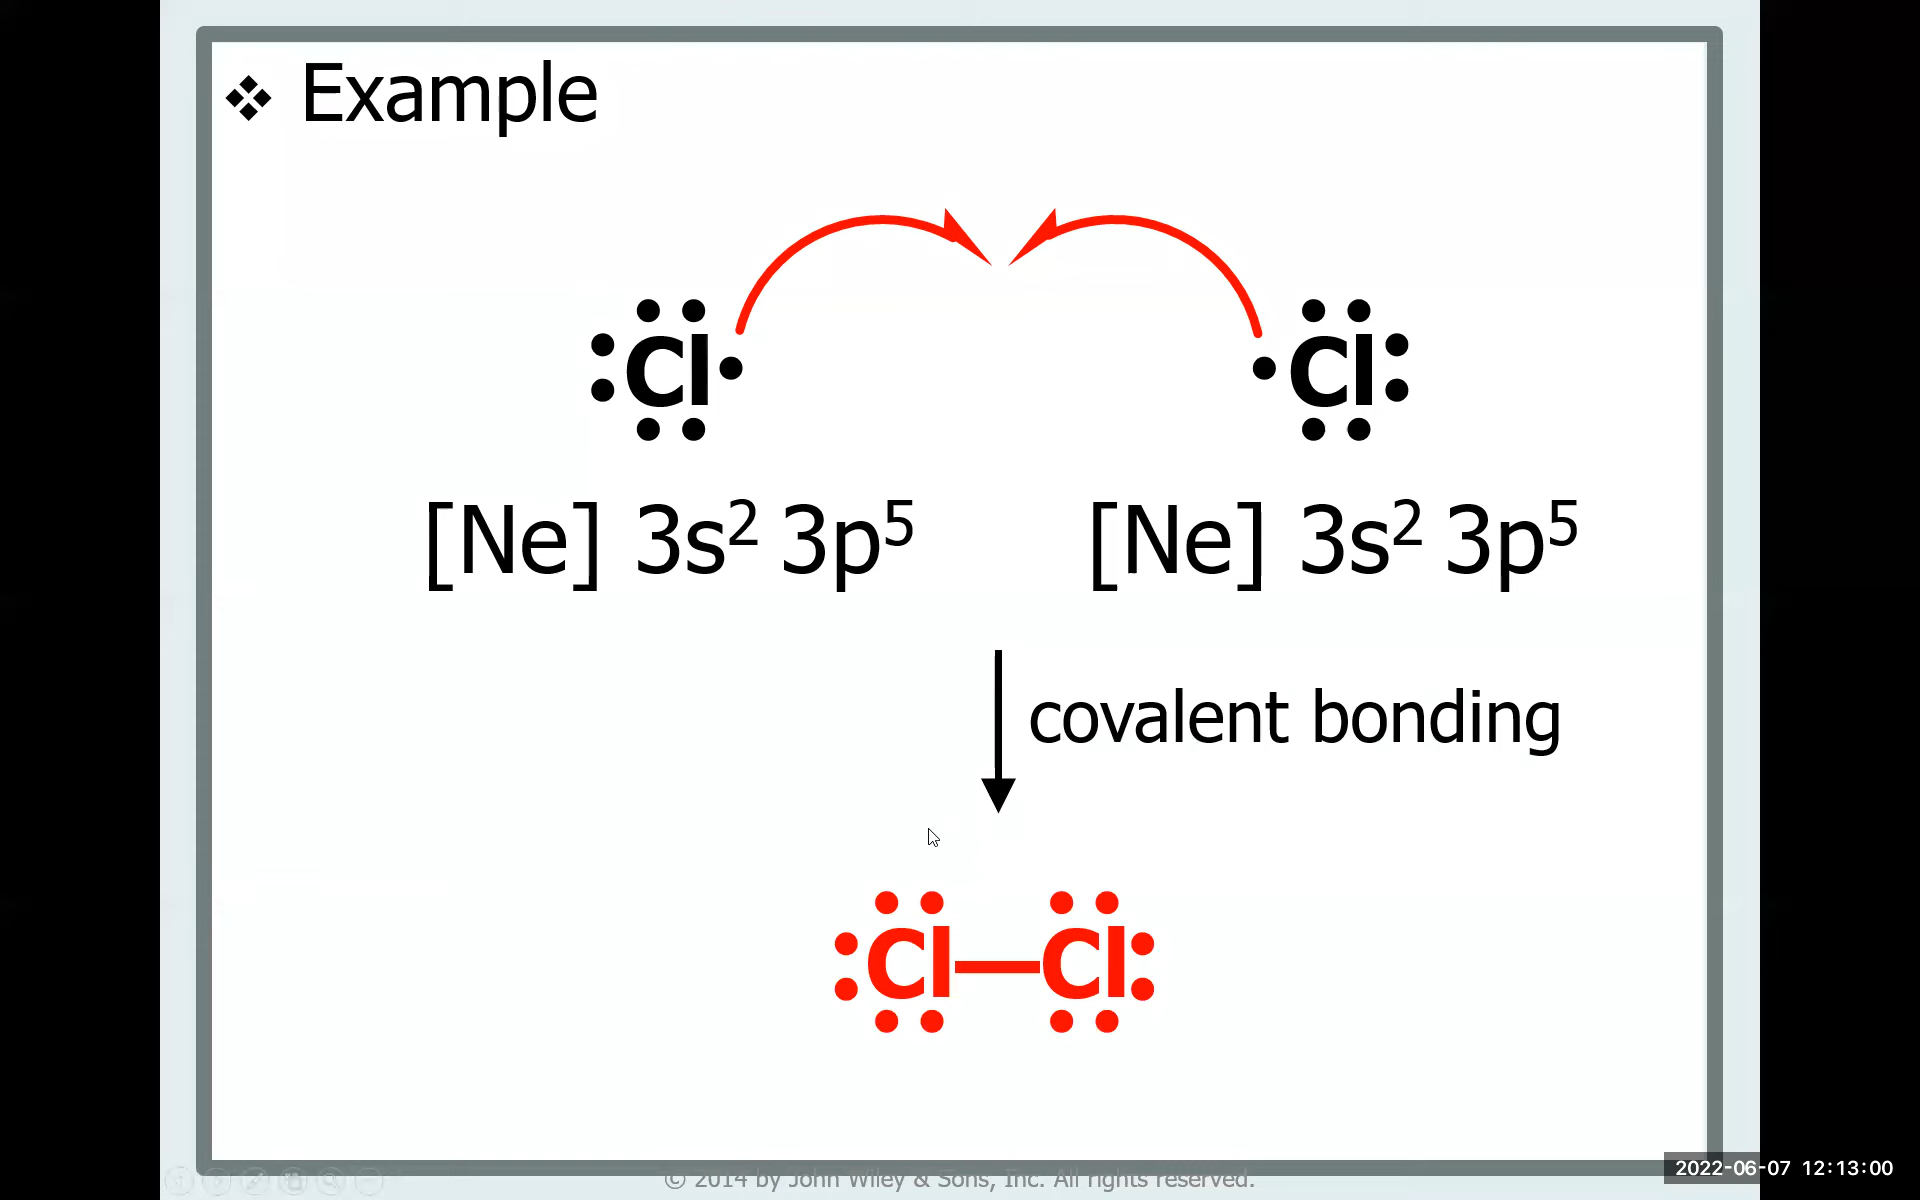 ❖ Example
:Cl· ·Cl:
[Ne] 3s² 3p⁵ [Ne] 3s² 3p⁵
covalent bonding
:Cl—Cl:
© 2014 by John Wiley & Sons, Inc. All rights reserved.
2022-06-07 12:13:00